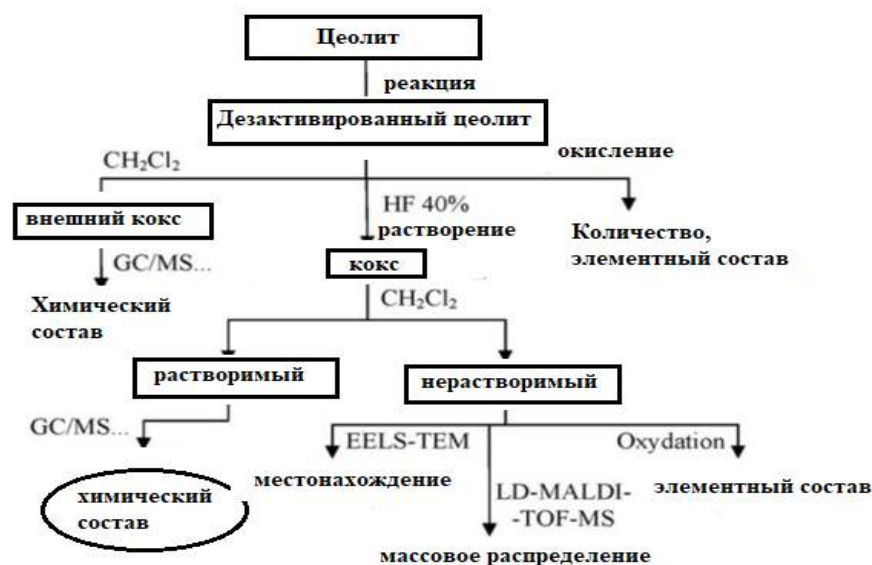 Цеолит
реакция
Дезактивированный цеолит
окисление
CH₂Cl₂
внешний кокс
HF 40%
растворение
Количество,
элементный состав
GC/MS...
кокс
Химический
состав
CH₂Cl₂
растворимый
нерастворимый
GC/MS...
EELS-TEM
Oxydation
местонахождение
LD-MALDI-
-TOF-MS
элементный состав
химический
состав
массовое распределение